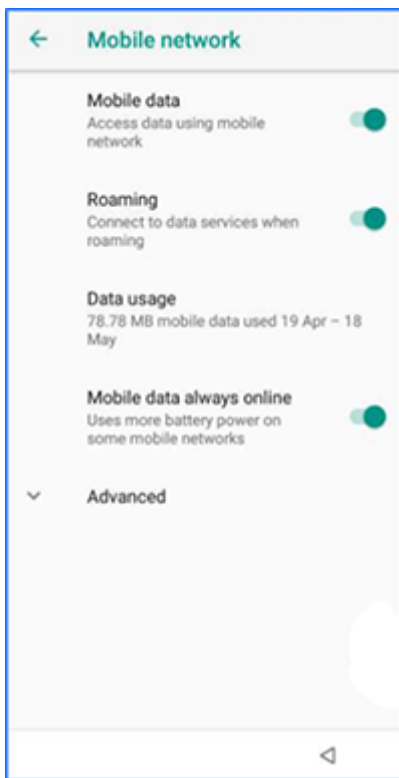 Mobile network
Mobile data
Access data using mobile
network
Roaming
Connect to data services when
roaming
Data usage
78.78 MB mobile data used 19 Apr – 18
May
Mobile data always online
Uses more battery power on
some mobile networks
Advanced